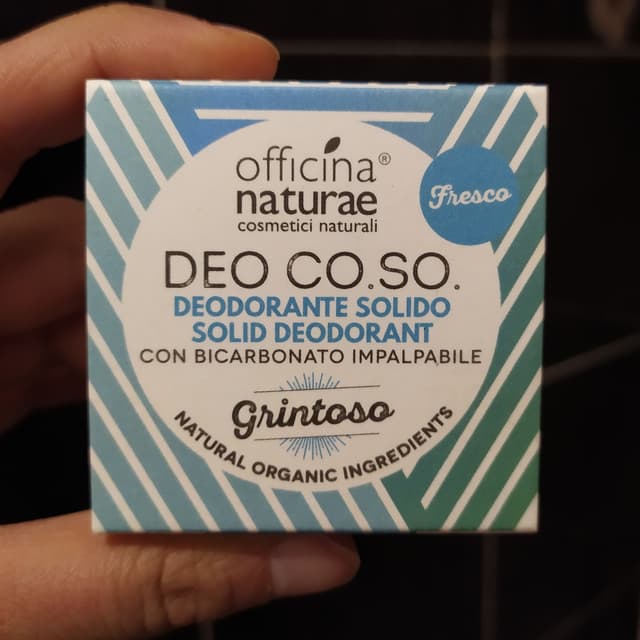 officina®
naturae
cosmetici naturali
Fresco
DEO CO.SO.
DEODORANTE SOLIDO
SOLID DEODORANT
CON BICARBONATO IMPALPABILE
Grintoso
NATURAL ORGANIC INGREDIENTS